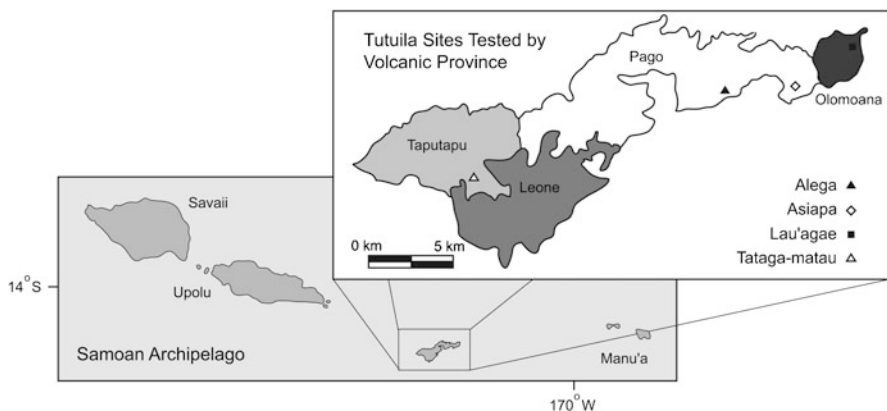 Tutuila Sites Tested by
Volcanic Province
Pago
Olomoana
Taputapu
Leone
Alega
Asiapa
Lau'agae
Tataga-matau
0 km 5 km
Savaii
Upolu
14°S
Samoan Archipelago
Manu'a
170°W